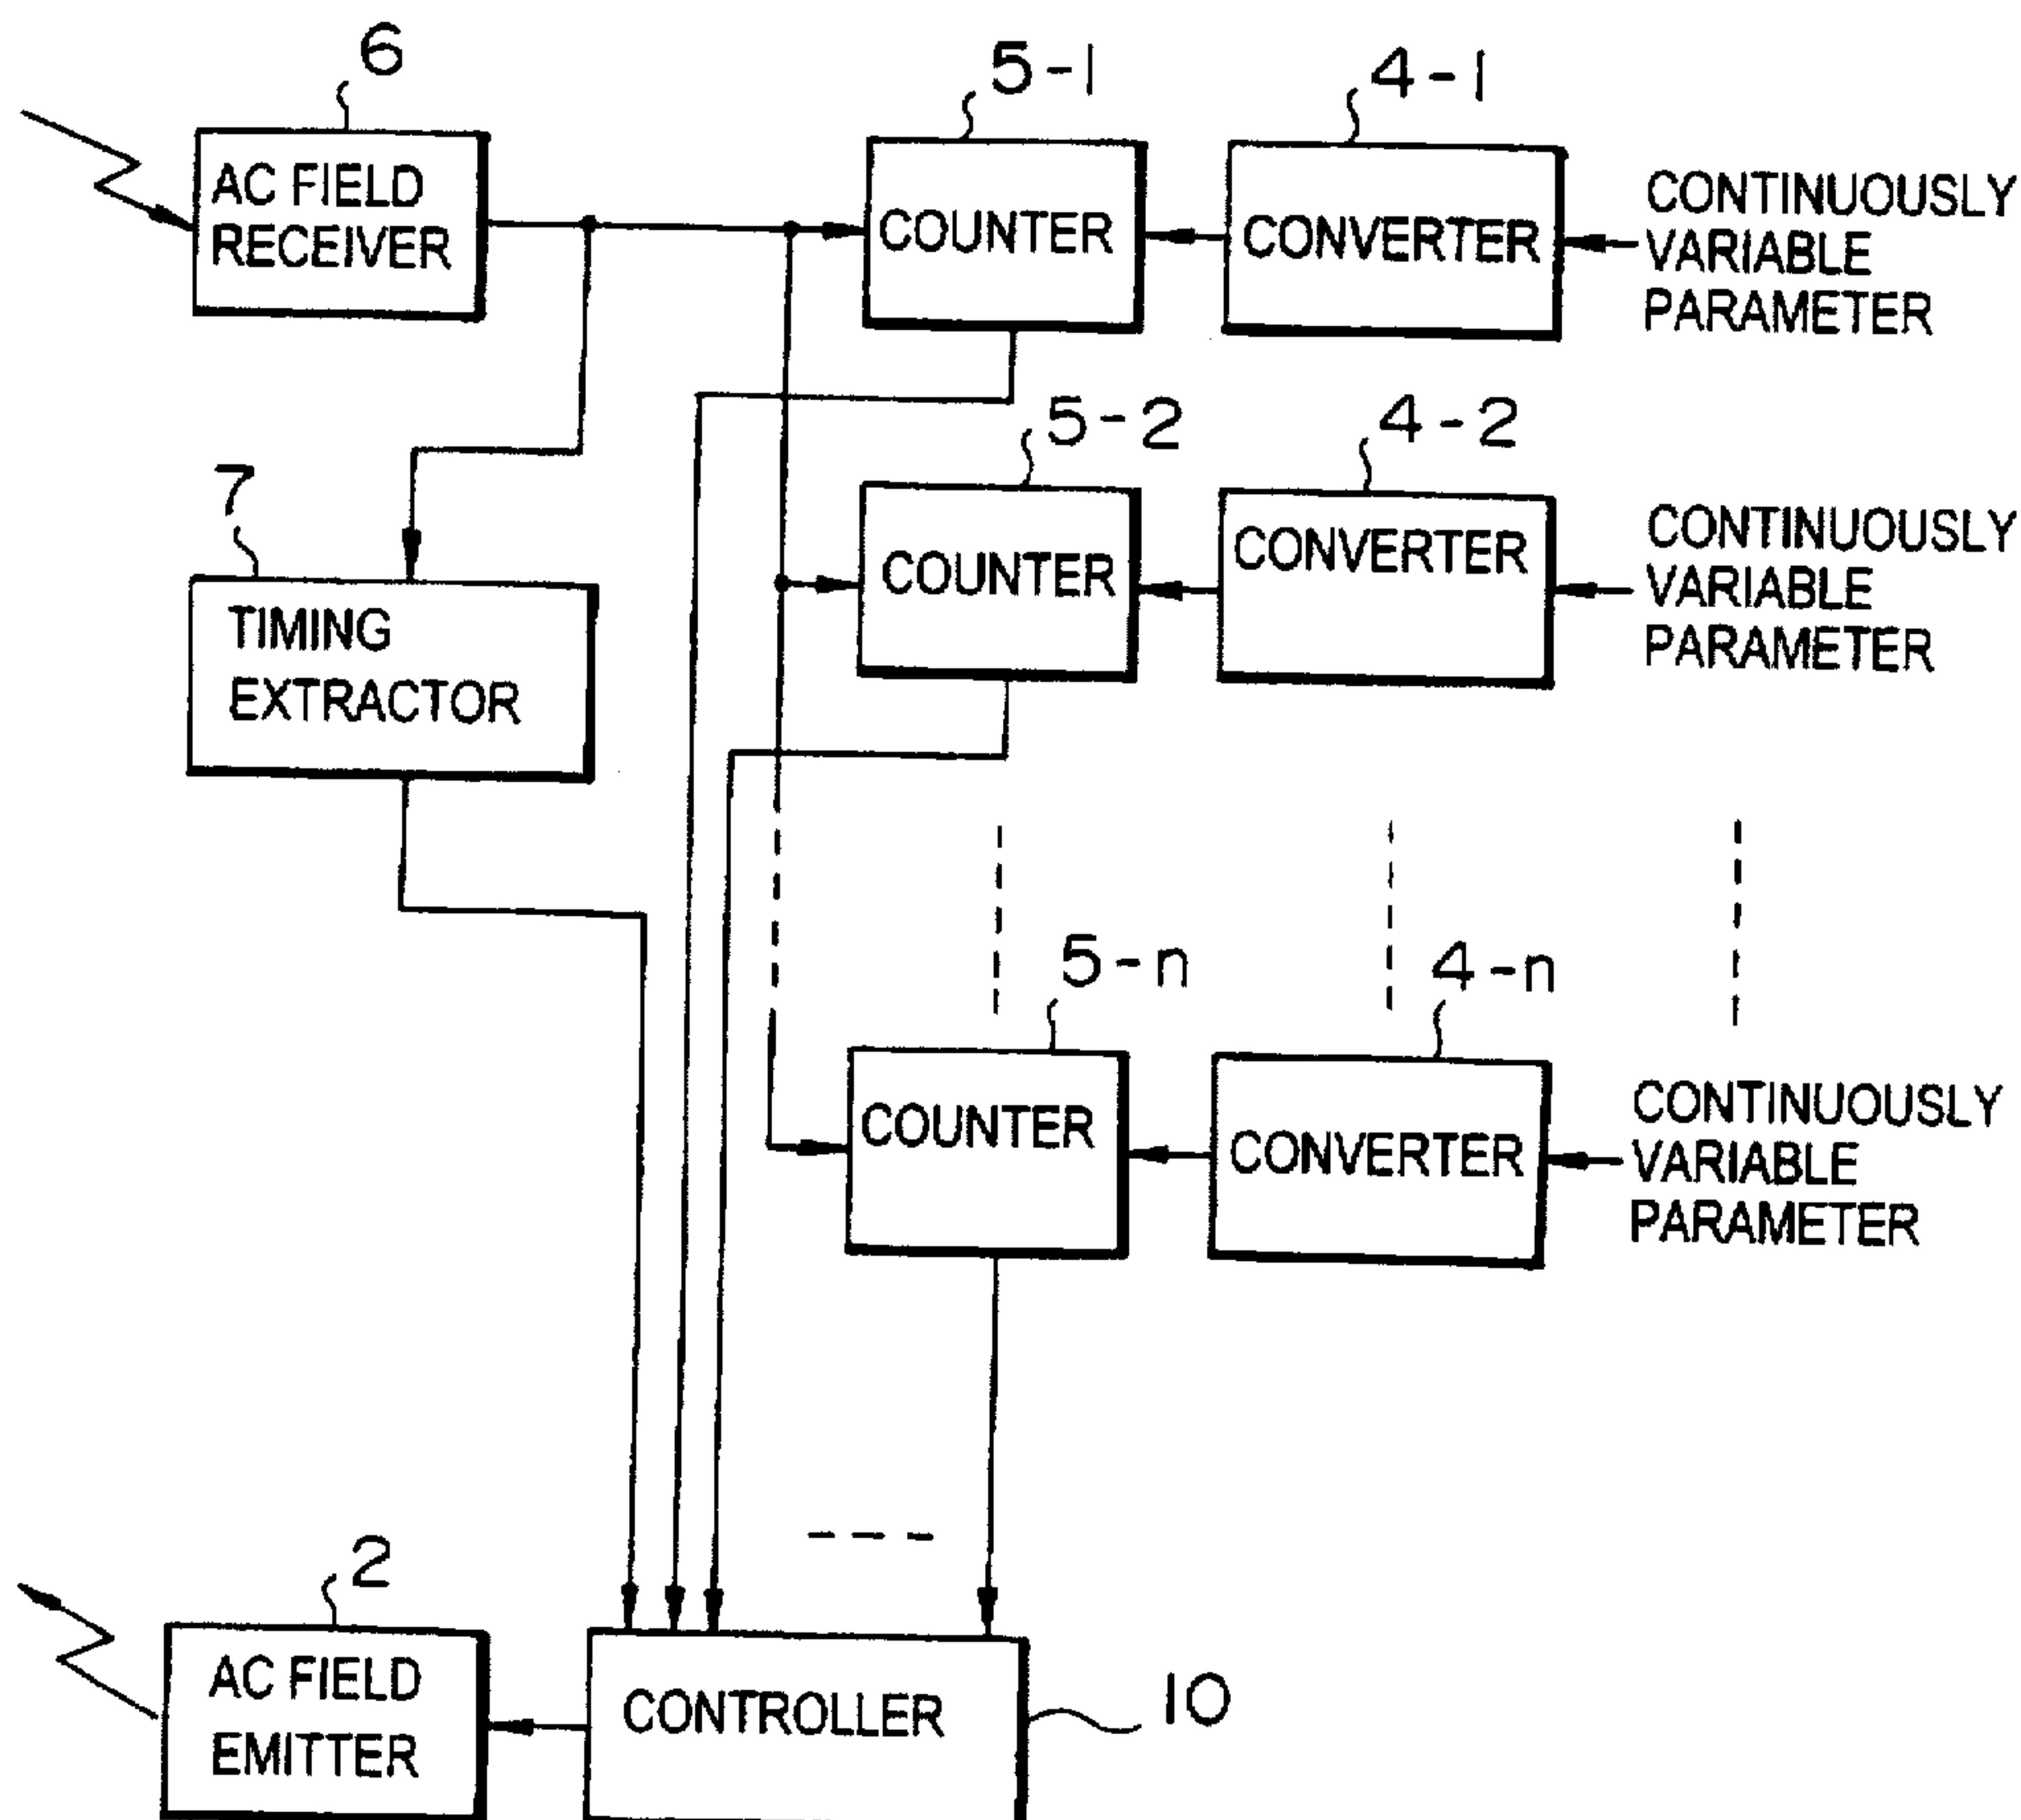 6
5-1
4-1
AC FIELD
RECEIVER
COUNTER
CONVERTER
CONTINUOUSLY
VARIABLE
PARAMETER
5-2
4-2
7
COUNTER
CONVERTER
CONTINUOUSLY
VARIABLE
PARAMETER
TIMING
EXTRACTOR
5-n
4-n
COUNTER
CONVERTER
CONTINUOUSLY
VARIABLE
PARAMETER
2
AC FIELD
EMITTER
CONTROLLER
10